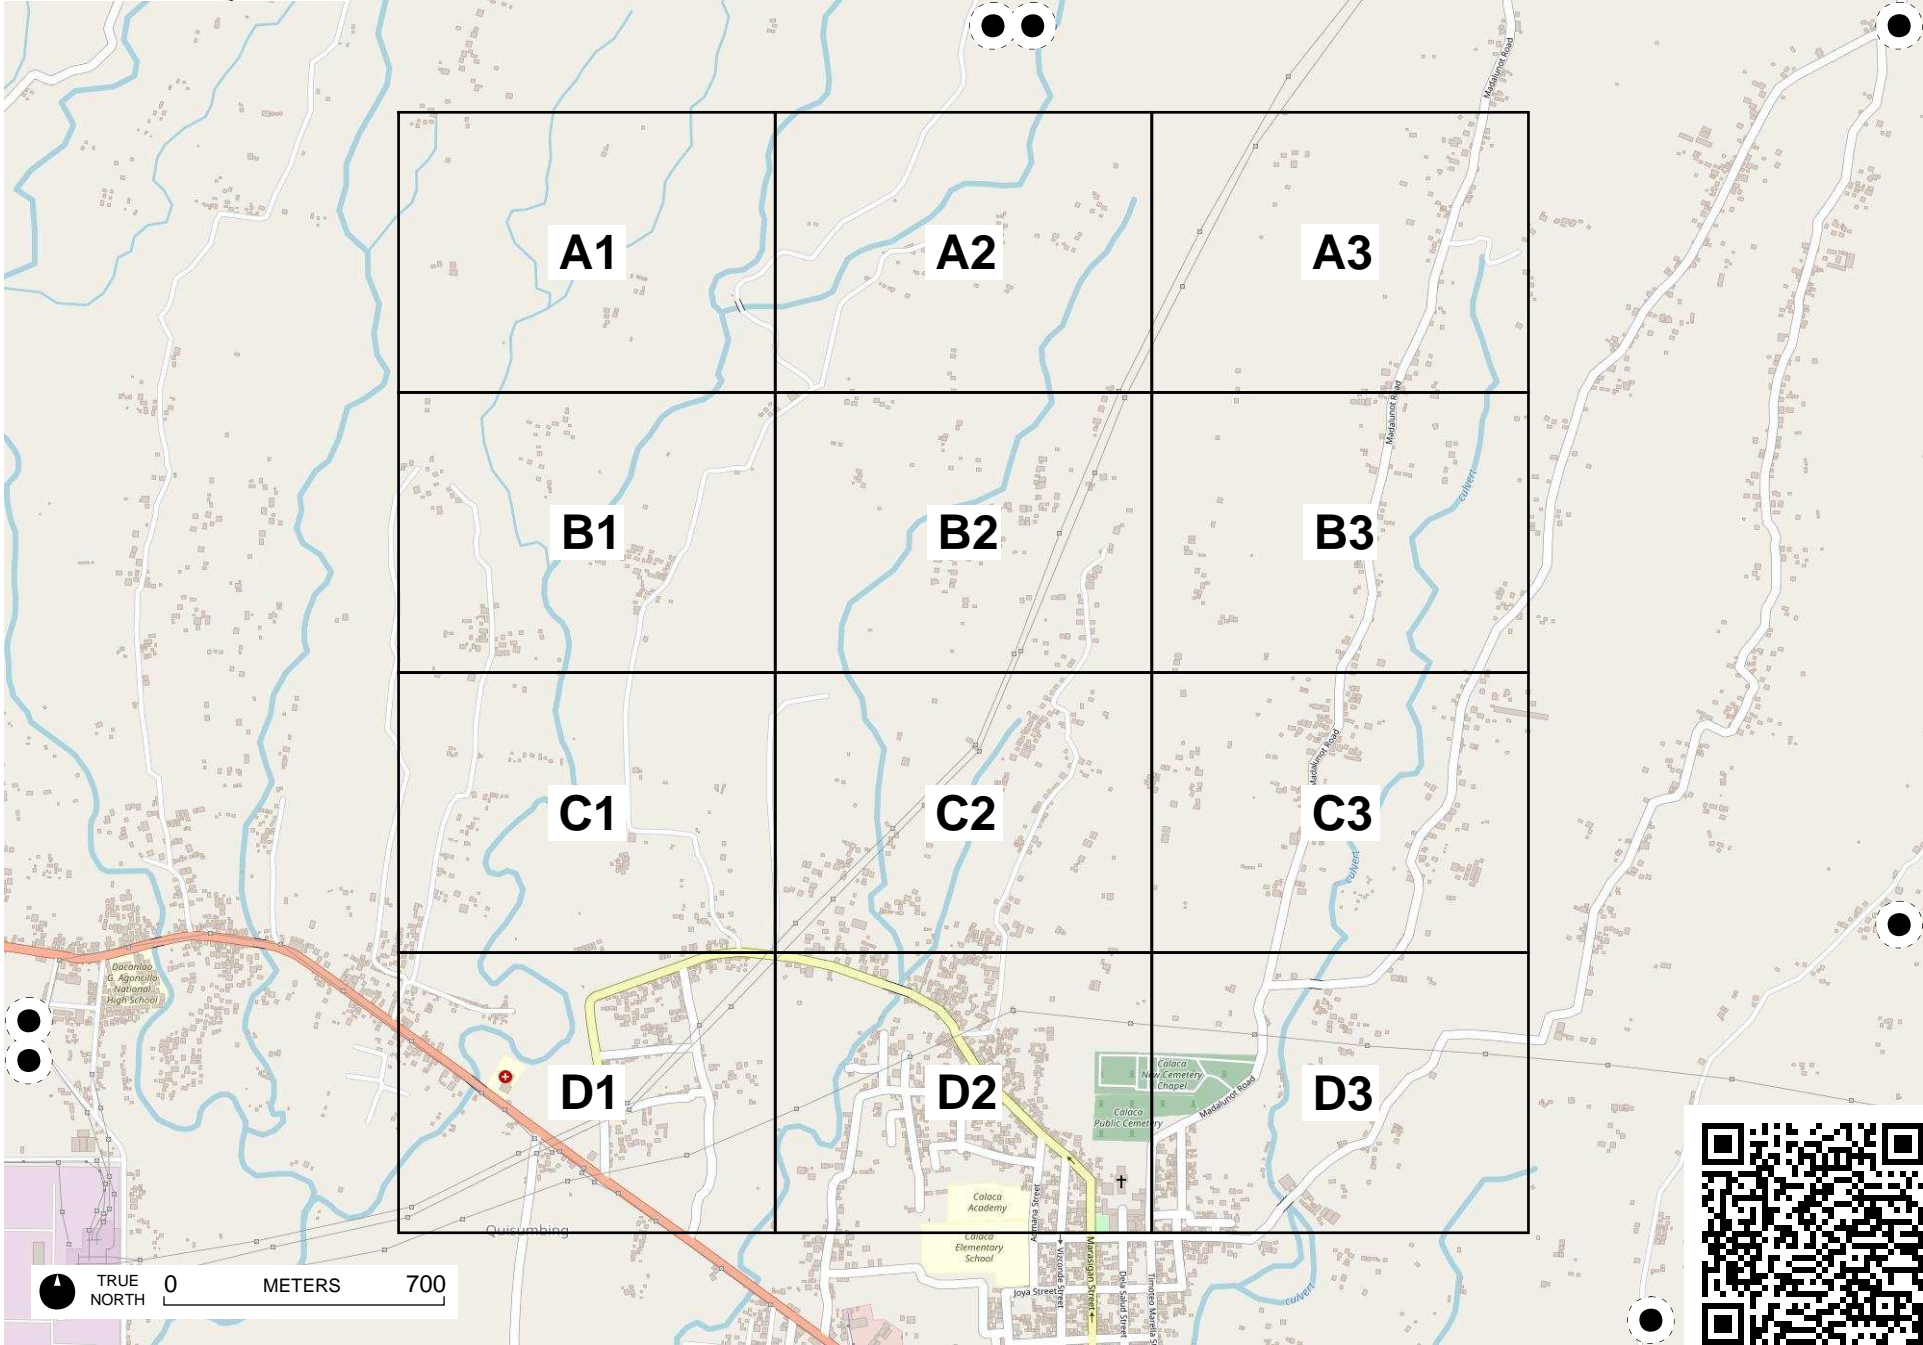 Madalunot Road
A1
A2
A3
Madalunot Road
culvert
B1
B2
B3
Madalunot Road
C1
C2
C3
culvert
Dacanlao
G. Agoncillo
National
High School
Calaca
New Cemetery
Chapel
D1
D2
D3
Madalunot Road
Calaca
Public Cemetery
Calaca
Academy
Quisumbing
Calaca
Elementary
School
Vizconde Street
Marasigan Street
Dela Salud Street
Joya Street
culvert
TRUE
NORTH
0
METERS
700